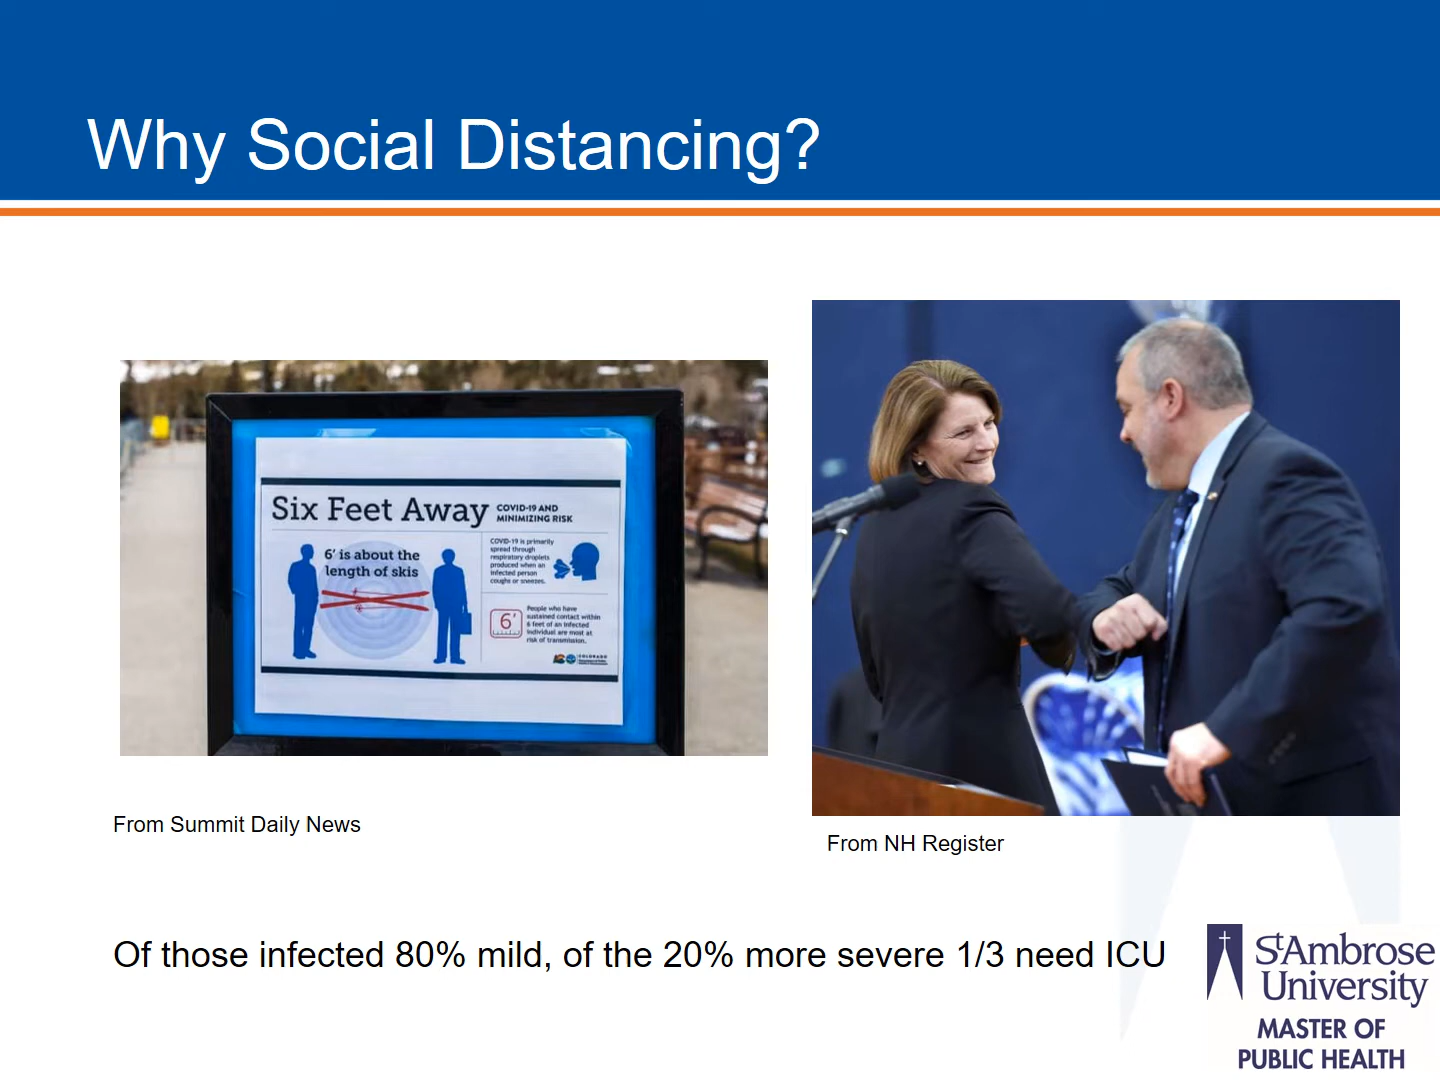 Why Social Distancing?
Six Feet Away
COVID-19 AND
MINIMIZING RISK
6' is about the
length of skis
COVID-19 is primarily
spread through
respiratory droplets
produced when an
infected person
coughs or sneezes.
6'
People who have
sustained contact within
6 feet of an infected
individual are most at
risk of transmission.
COLORADO
From Summit Daily News
From NH Register
Of those infected 80% mild, of the 20% more severe 1/3 need ICU
St Ambrose
University
MASTER OF
PUBLIC HEALTH